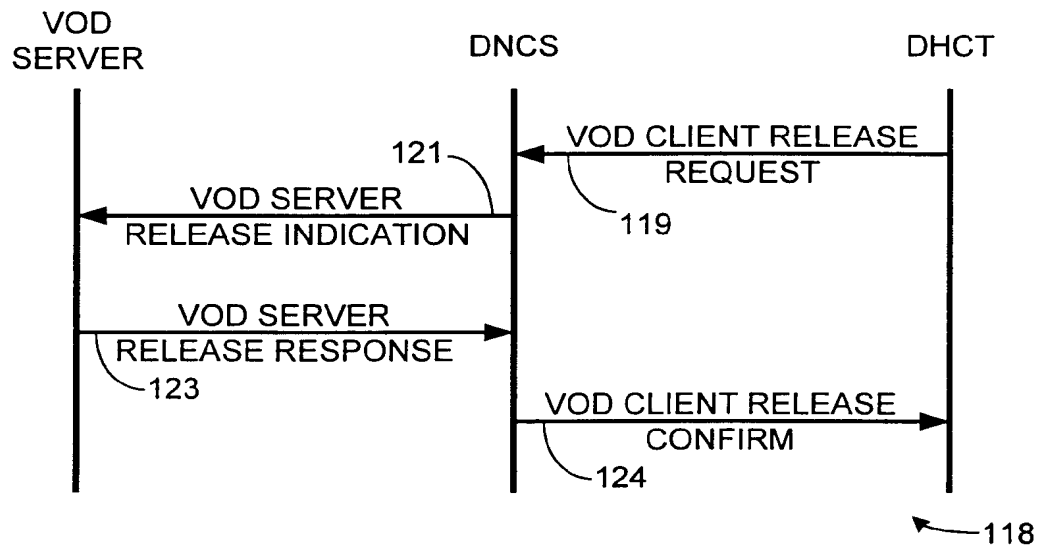 VOD
SERVER
DNCS
DHCT
VOD CLIENT RELEASE
REQUEST
119
121
VOD SERVER
RELEASE INDICATION
VOD SERVER
RELEASE RESPONSE
123
VOD CLIENT RELEASE
CONFIRM
124
118